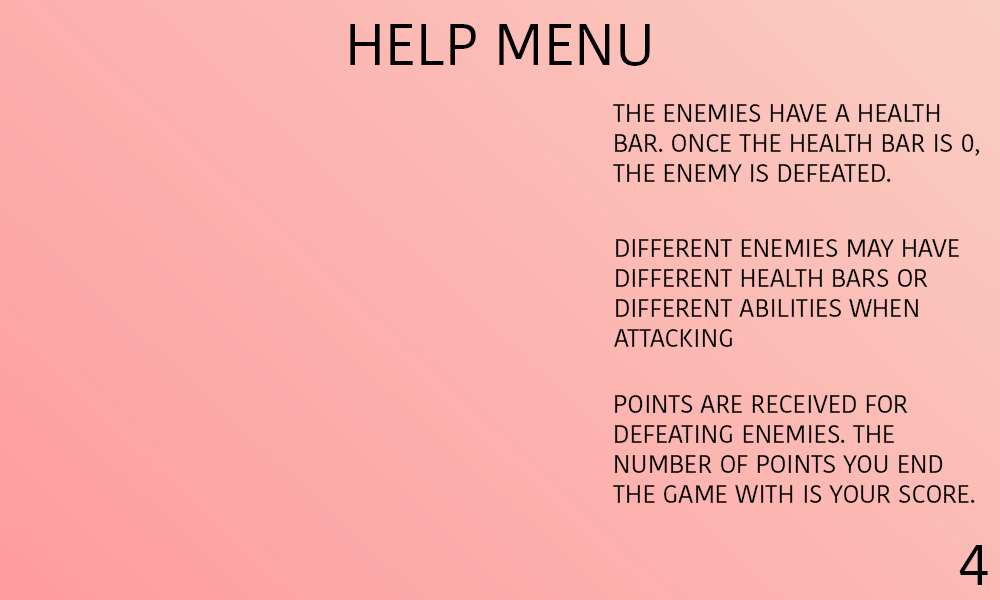 HELP MENU
THE ENEMIES HAVE A HEALTH
BAR. ONCE THE HEALTH BAR IS 0,
THE ENEMY IS DEFEATED.
DIFFERENT ENEMIES MAY HAVE
DIFFERENT HEALTH BARS OR
DIFFERENT ABILITIES WHEN
ATTACKING
POINTS ARE RECEIVED FOR
DEFEATING ENEMIES. THE
NUMBER OF POINTS YOU END
THE GAME WITH IS YOUR SCORE.
4